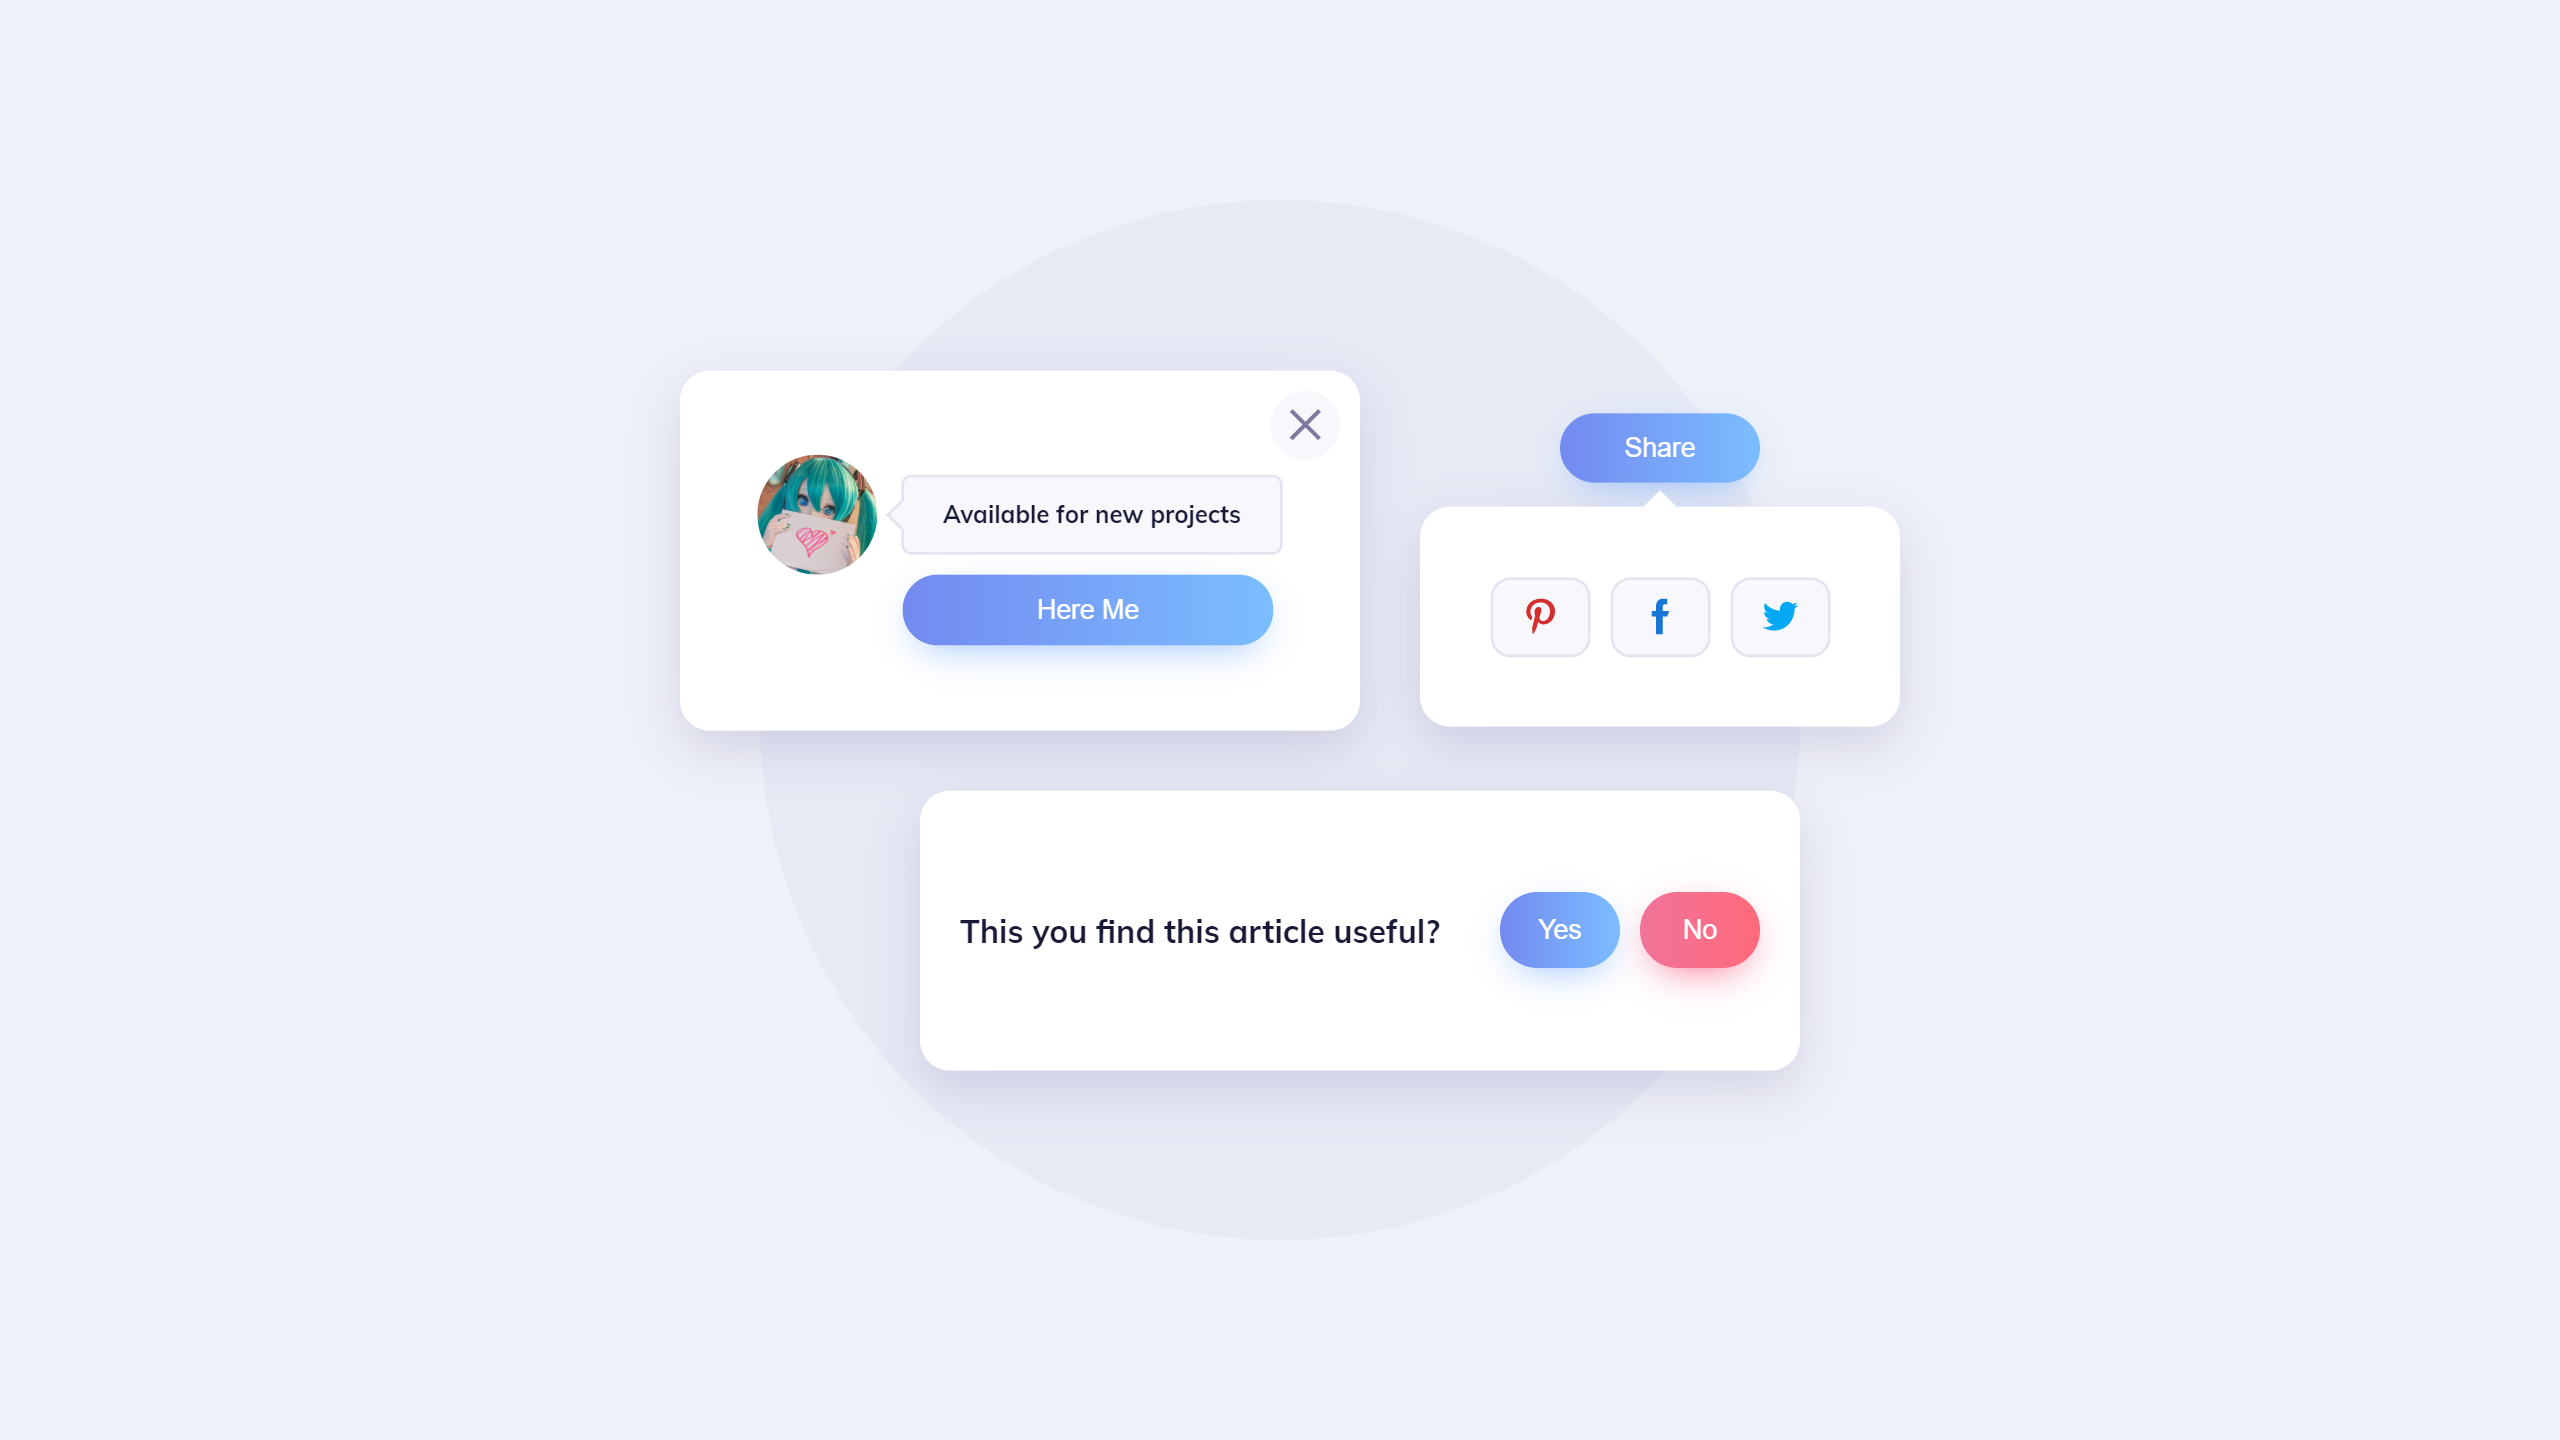 Available for new projects
Here Me
Share
This you find this article useful?
Yes
No